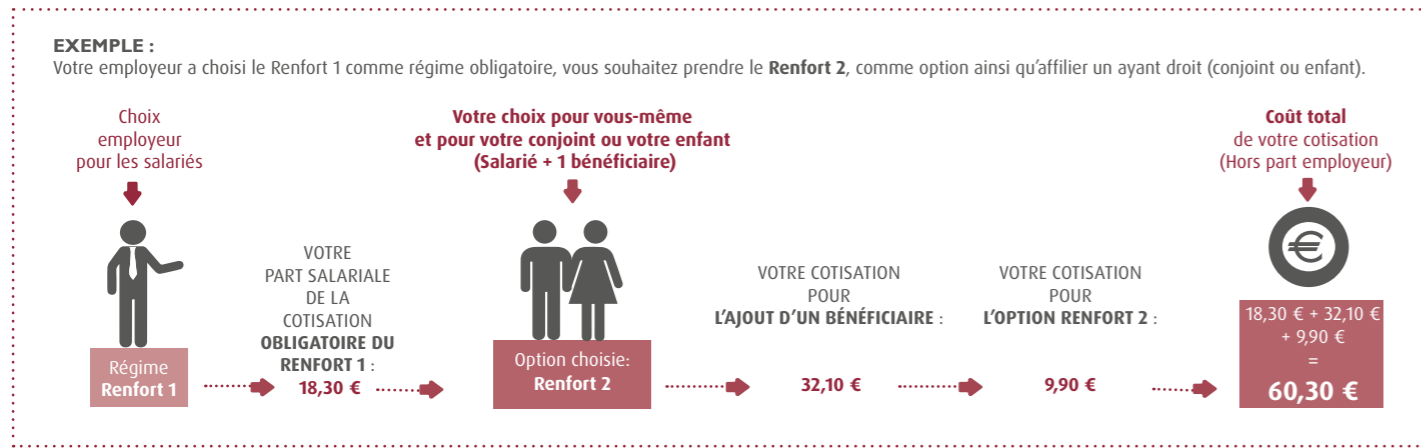 EXEMPLE :
Votre employeur a choisi le Renfort 1 comme régime obligatoire, vous souhaitez prendre le Renfort 2, comme option ainsi qu'affilier un ayant droit (conjoint ou enfant).
Choix
employeur
pour les salariés
Régime
Renfort 1
VOTRE
PART SALARIALE
DE LA
COTISATION
OBLIGATOIRE DU
RENFORT 1 :
18,30 €
Votre choix pour vous-même
et pour votre conjoint ou votre enfant
(Salarié + 1 bénéficiaire)
Option choisie:
Renfort 2
VOTRE COTISATION
POUR
L'AJOUT D'UN BÉNÉFICIAIRE :
32,10 €
VOTRE COTISATION
POUR
L'OPTION RENFORT 2 :
9,90 €
Coût total
de votre cotisation
(Hors part employeur)
€
18,30 € + 32,10 €
+ 9,90 €
=
60,30 €